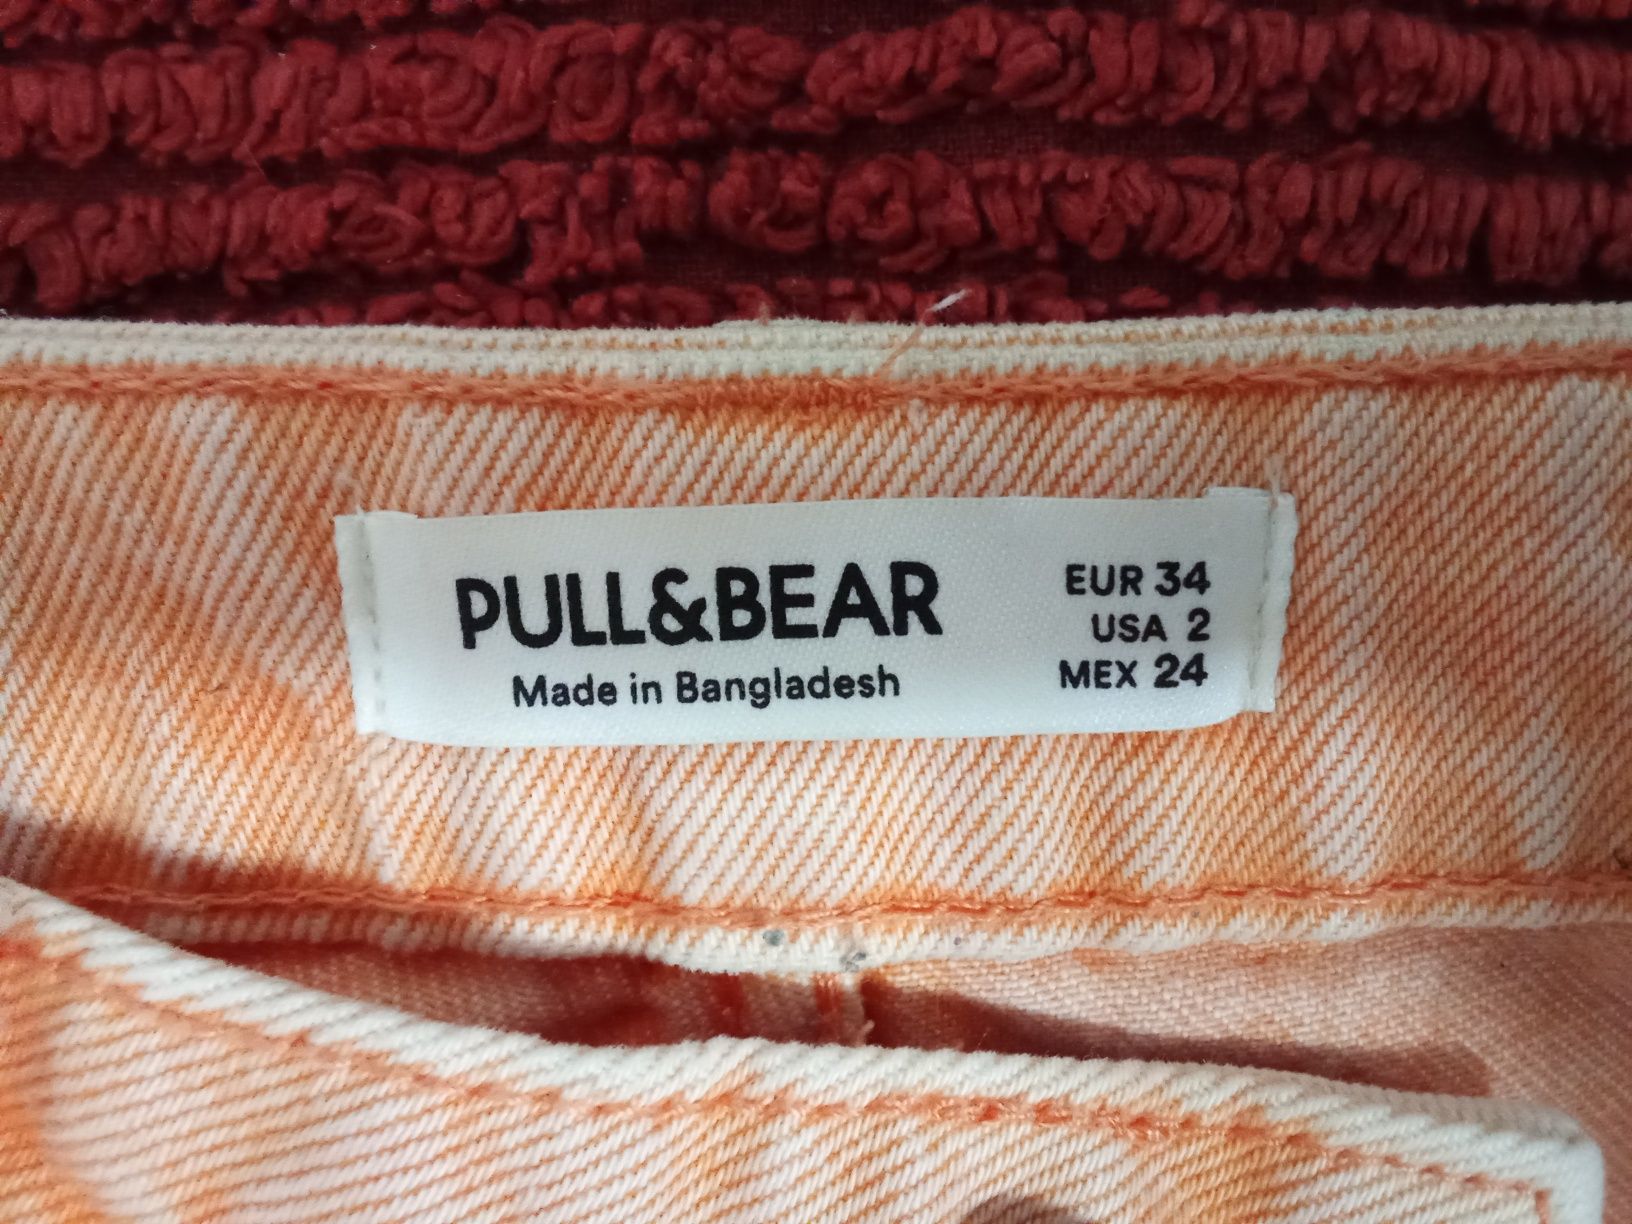 PULL&BEAR
Made in Bangladesh
EUR 34
USA 2
MEX 24